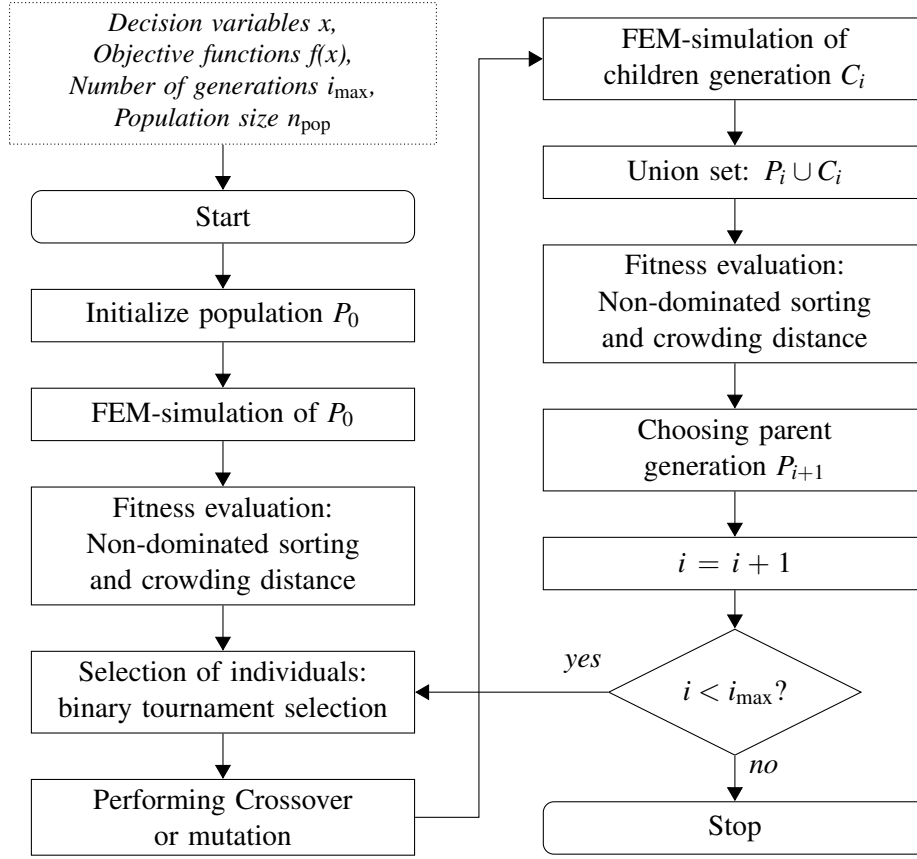 Decision variables x,
Objective functions f(x),
Number of generations i_max,
Population size n_pop
Start
Initialize population P_0
FEM-simulation of P_0
Fitness evaluation:
Non-dominated sorting
and crowding distance
Selection of individuals:
binary tournament selection
Performing Crossover
or mutation
FEM-simulation of
children generation C_i
Union set: P_i ∪ C_i
Fitness evaluation:
Non-dominated sorting
and crowding distance
Choosing parent
generation P_{i+1}
i = i + 1
yes
i < i_max?
no
Stop